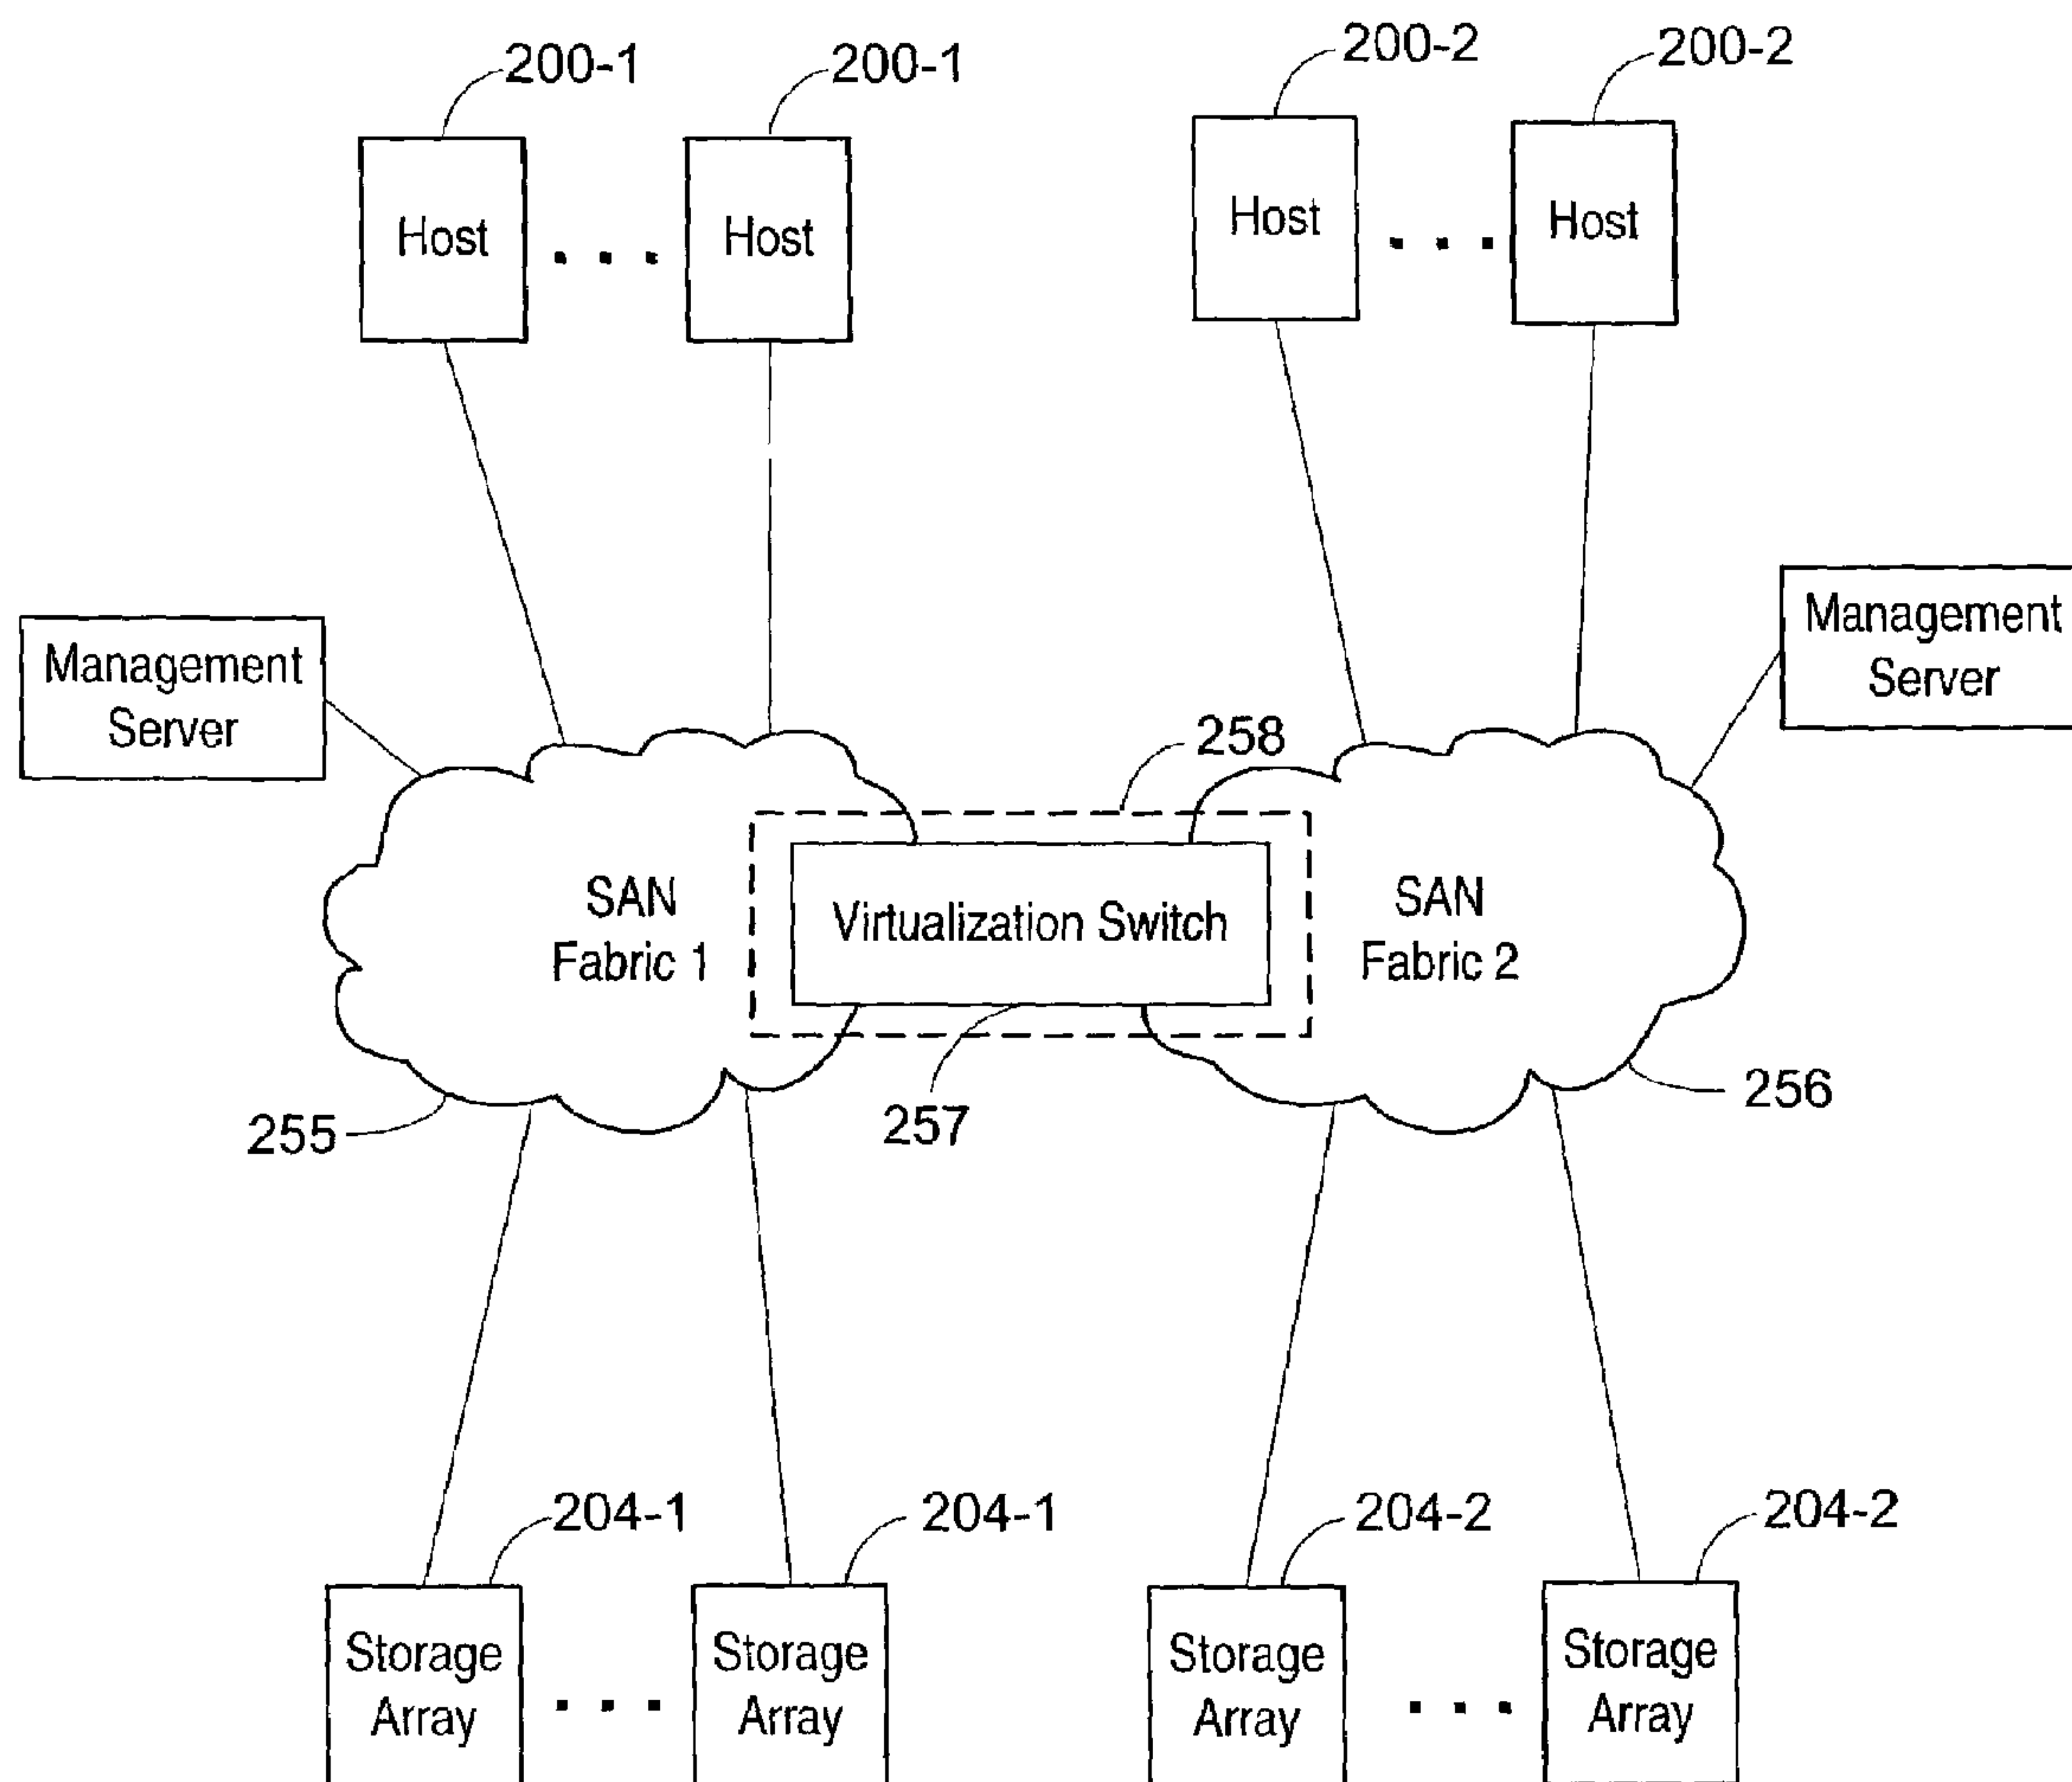 200-1
200-1
200-2
200-2
Host
Host
Host
Host
Management
Server
Management
Server
258
SAN
Fabric 1
Virtualization Switch
SAN
Fabric 2
255
257
256
204-1
204-1
204-2
204-2
Storage
Array
Storage
Array
Storage
Array
Storage
Array